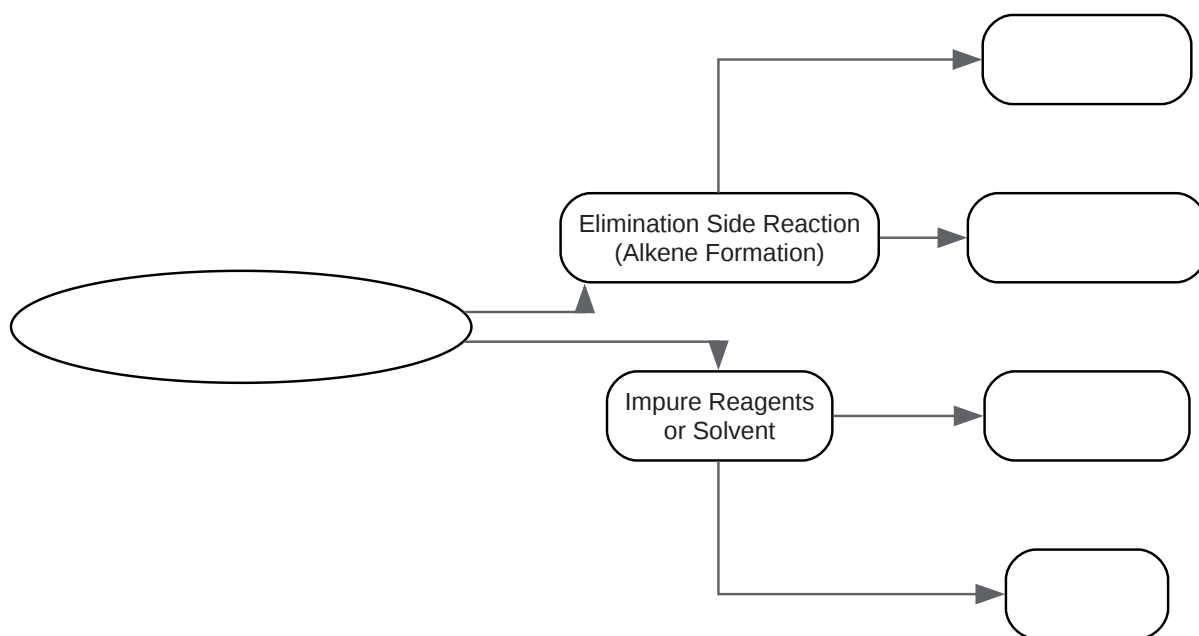 Elimination Side Reaction
(Alkene Formation)
Impure Reagents
or Solvent